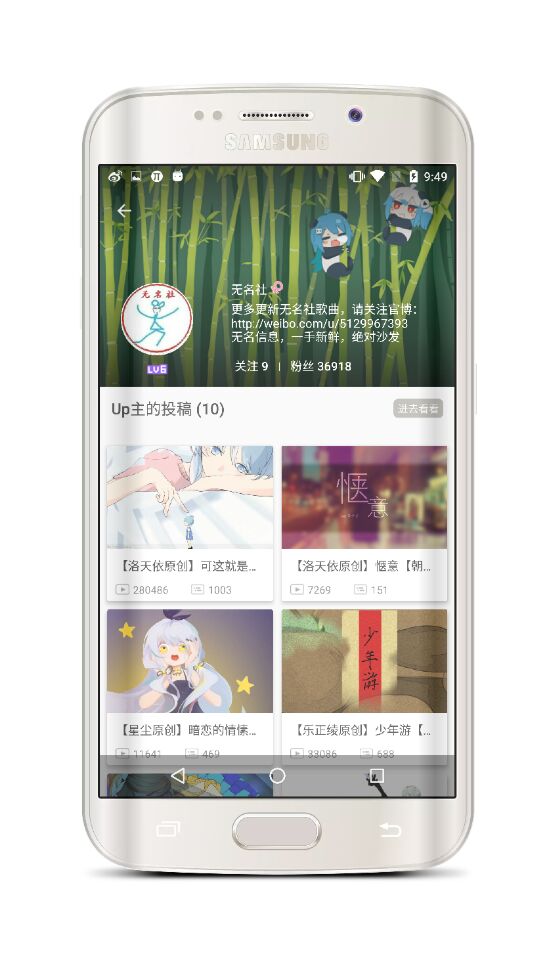 SAMSUNG
9:49
无名社
无名社
更多更新无名社歌曲，请关注官博：
http://weibo.com/u/5129967393
无名信息，一手新鲜，绝对沙发
LV6
关注 9 | 粉丝 36918
Up主的投稿 (10)
进去看看
惬
意
【洛天依原创】可这就是...
【洛天依原创】惬意【朝...
280486 1003
7269 151
少年游
【星尘原创】暗恋的情愫...
【乐正绫原创】少年游【...
11641 469
33086 688